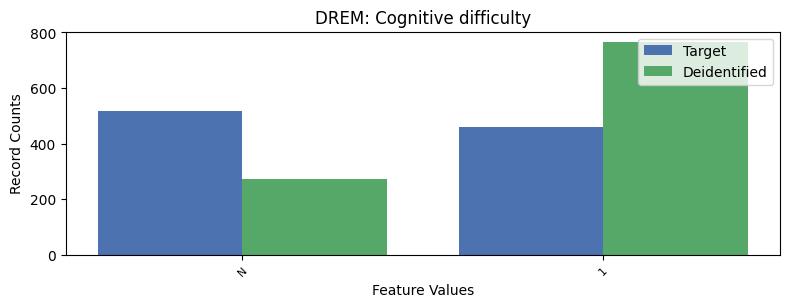 DREM: Cognitive difficulty
Target
Deidentified
Record Counts
800
600
400
200
0
N
1
Feature Values